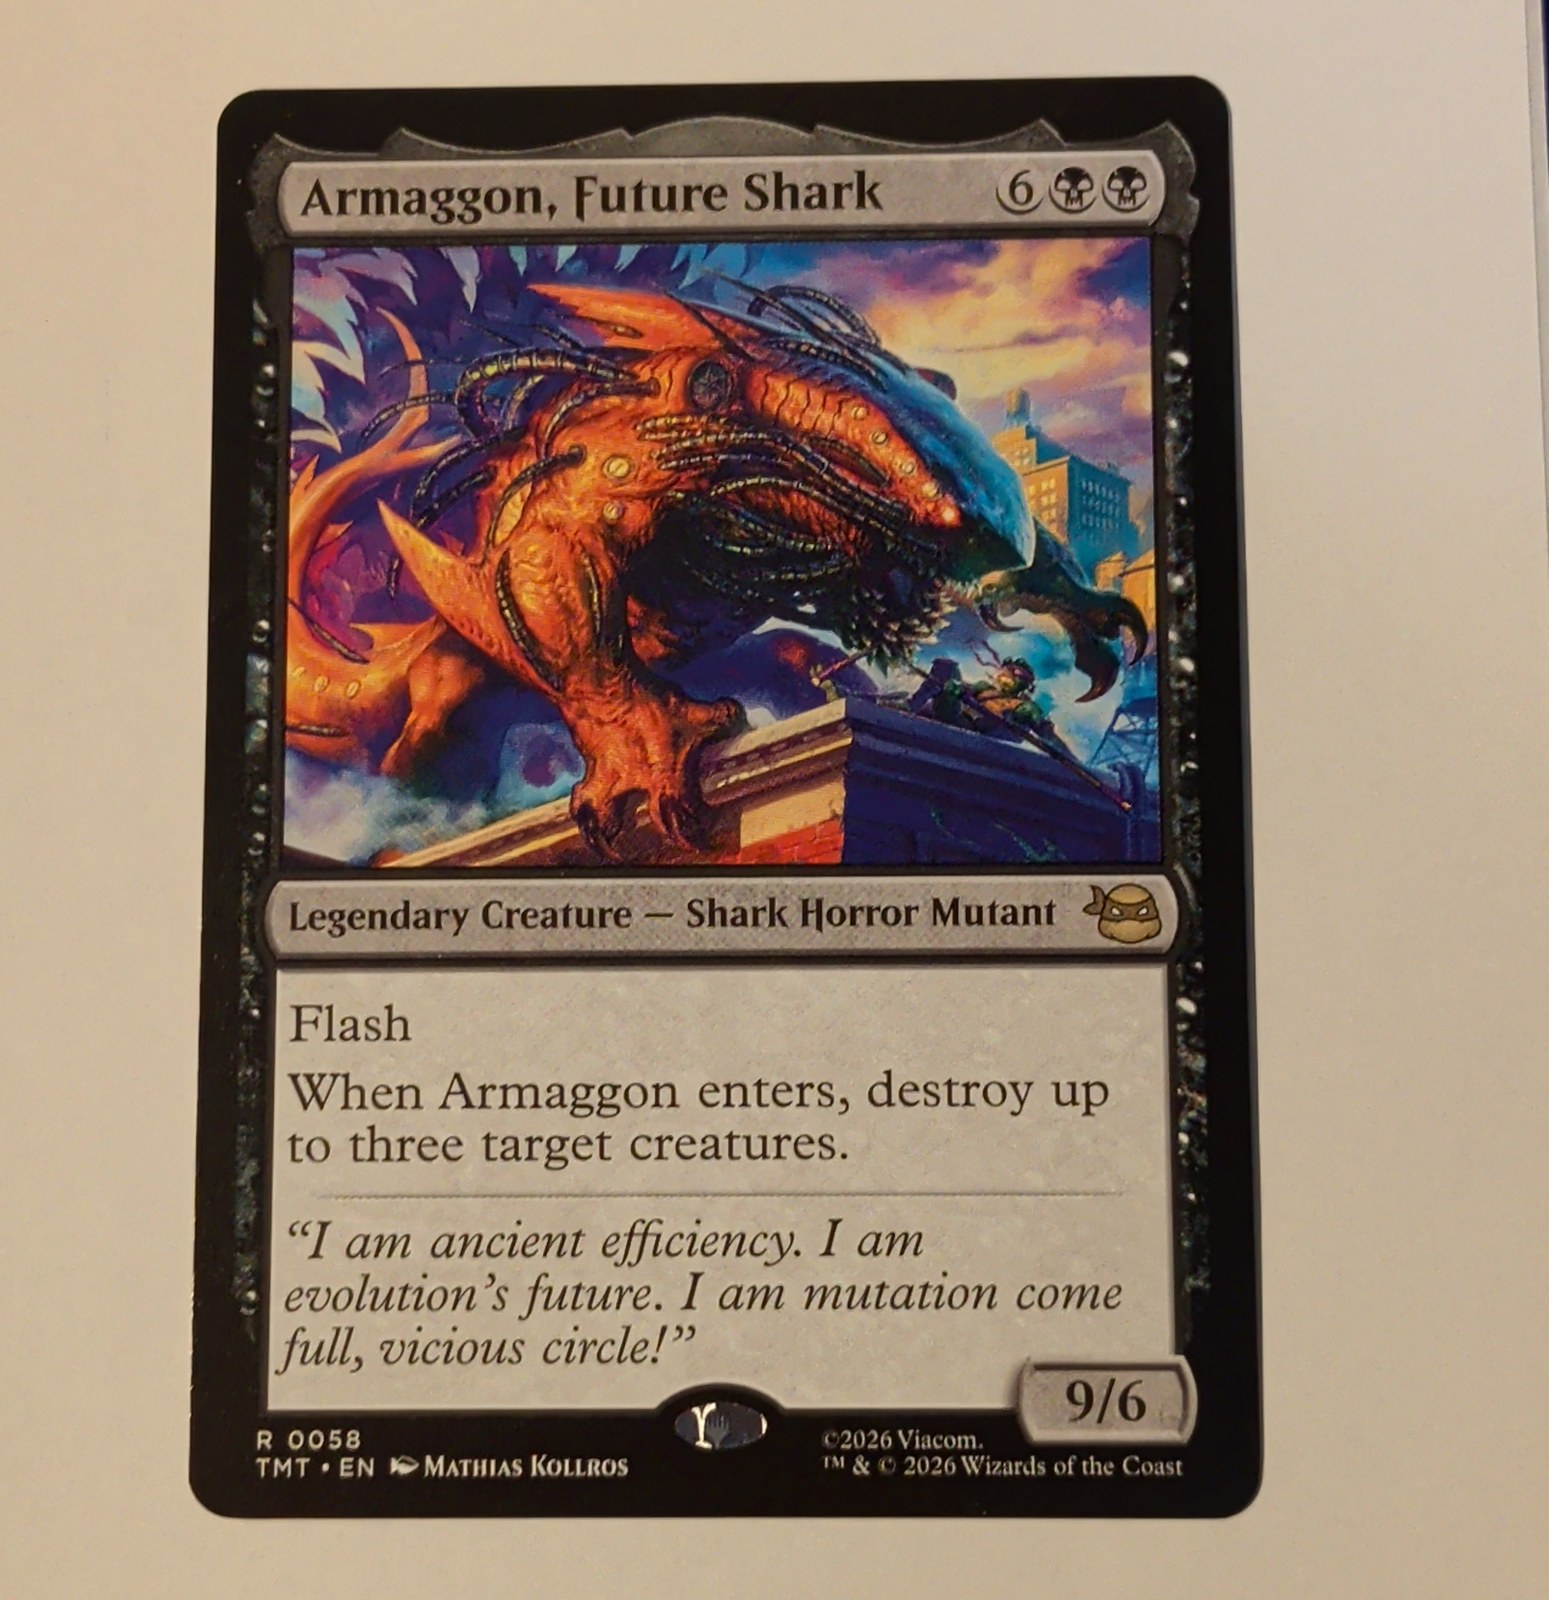 Armaggon, Future Shark 6
Legendary Creature — Shark Horror Mutant
Flash
When Armaggon enters, destroy up
to three target creatures.
“I am ancient efficiency. I am
evolution’s future. I am mutation come
full, vicious circle!”
9/6
R 0058
TMT • EN MATHIAS KOLLROS
©2026 Viacom.
™ & © 2026 Wizards of the Coast